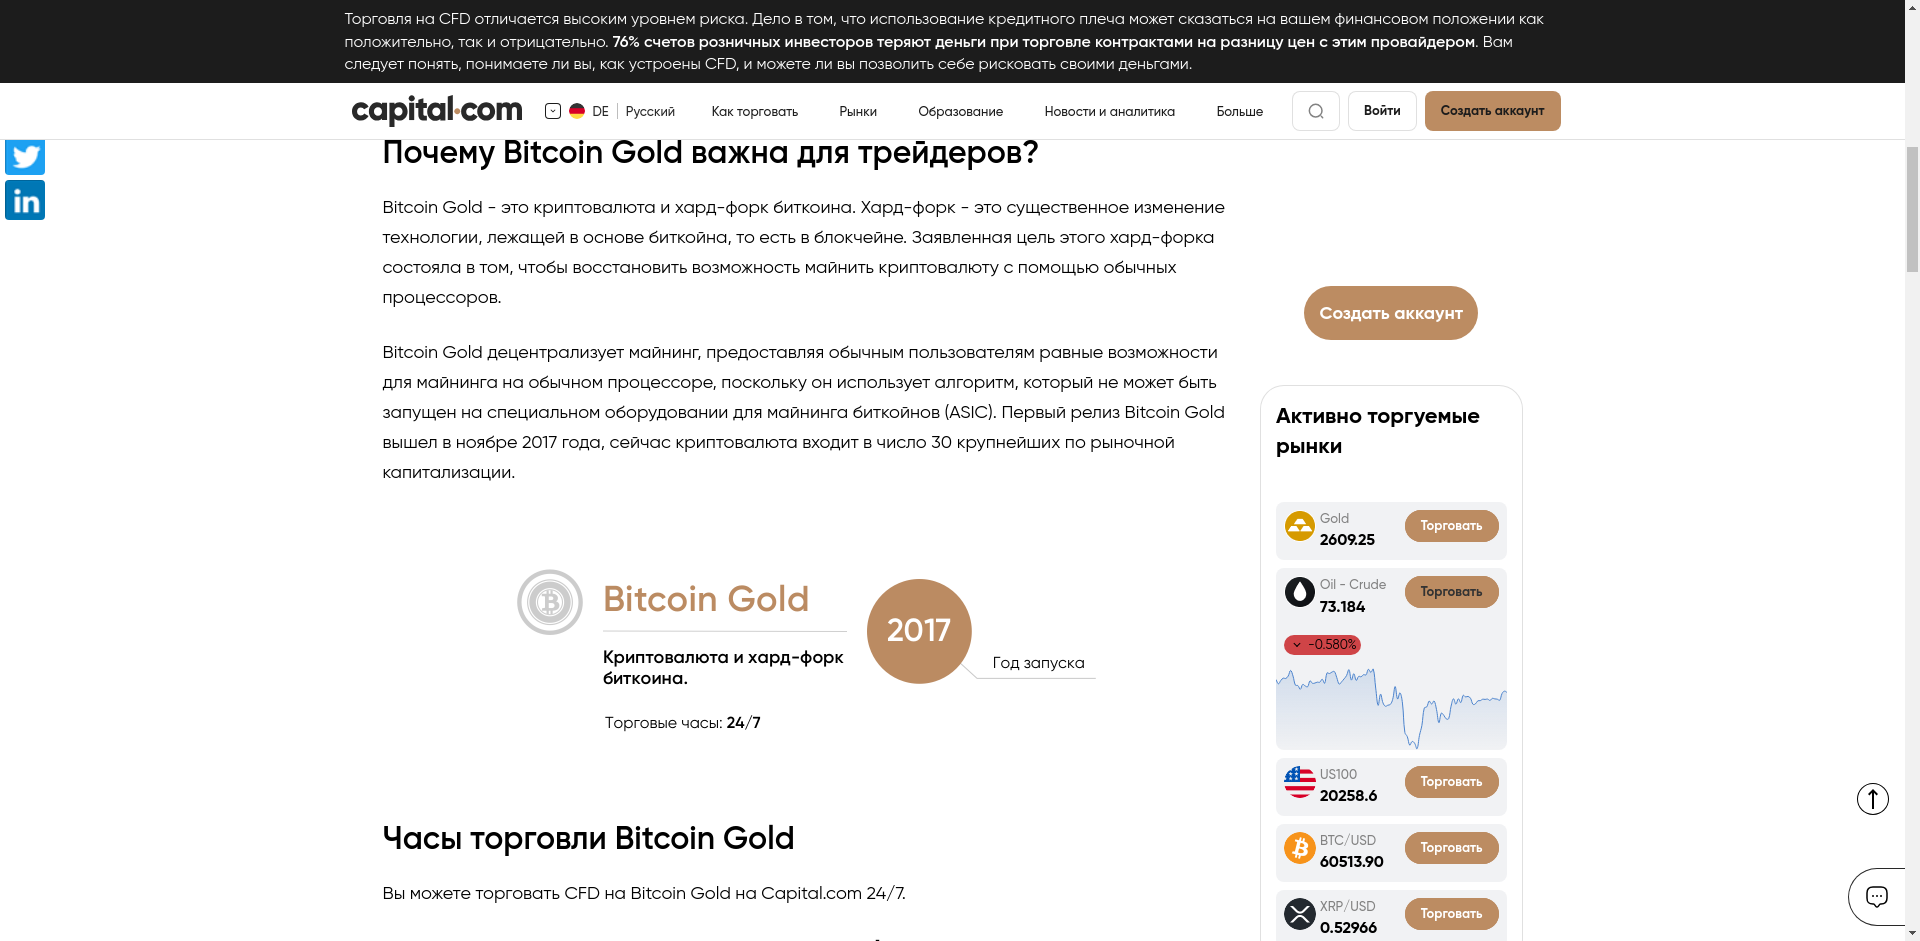 Торговля на CFD отличается высоким уровнем риска. Дело в том, что использование кредитного плеча может сказаться на вашем финансовом положении как
положительно, так и отрицательно. 76% счетов розничных инвесторов теряют деньги при торговле контрактами на разницу цен с этим провайдером. Вам
следует понять, понимаете ли вы, как устроены CFD, и можете ли вы позволить себе рисковать своими деньгами.
capital.com
DE
Русский
Как торговать
Рынки
Образование
Новости и аналитика
Больше
Войти
Создать аккаунт
in
Почему Bitcoin Gold важна для трейдеров?
Bitcoin Gold - это криптовалюта и хард-форк биткоина. Хард-форк - это существенное изменение
технологии, лежащей в основе биткойна, то есть в блокчейне. Заявленная цель этого хард-форка
состояла в том, чтобы восстановить возможность майнить криптовалюту с помощью обычных
процессоров.
Bitcoin Gold децентрализует майнинг, предоставляя обычным пользователям равные возможности
для майнинга на обычном процессоре, поскольку он использует алгоритм, который не может быть
запущен на специальном оборудовании для майнинга биткойнов (ASIC). Первый релиз Bitcoin Gold
вышел в ноябре 2017 года, сейчас криптовалюта входит в число 30 крупнейших по рыночной
капитализации.
Bitcoin Gold
Криптовалюта и хард-форк
биткоина.
Торговые часы: 24/7
2017
Год запуска
Часы торговли Bitcoin Gold
Вы можете торговать CFD на Bitcoin Gold на Capital.com 24/7.
Создать аккаунт
Активно торгуемые
рынки
Gold
2609.25
Торговать
Oil - Crude
73.184
Торговать
-0.580%
US100
20258.6
Торговать
BTC/USD
60513.90
Торговать
XRP/USD
0.52966
Торговать